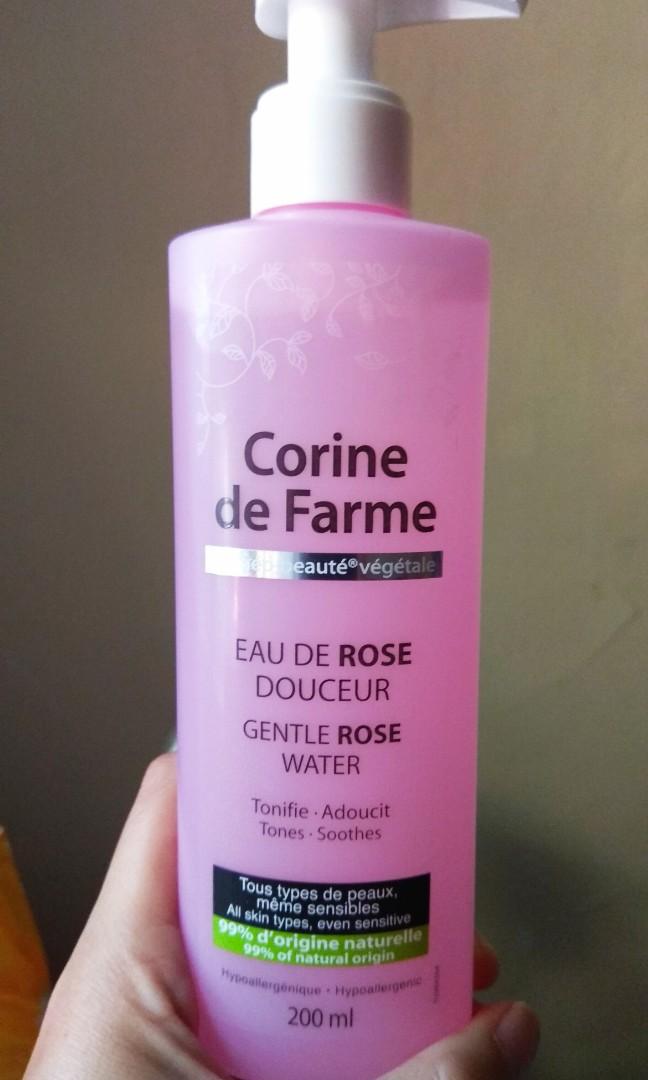 Corine
de Farme
beauté®végétale
EAU DE ROSE
DOUCEUR
GENTLE ROSE
WATER
Tonifie · Adoucit
Tones · Soothes
Tous types de peaux,
même sensibles
All skin types, even sensitive
99% d'origine naturelle
99% of natural origin
Hypoallergénique • Hypoallergenic
200 ml